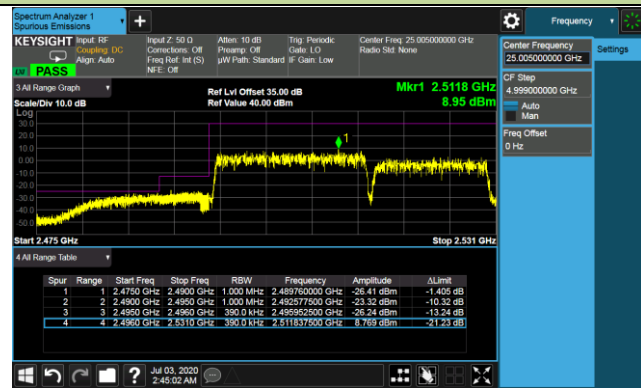 Spectrum Analyzer 1
Spurious Emissions
Frequency
KEYSIGHT
Input: RF
Coupling: DC
Align: Auto
Input Z: 50 Ω
Corrections: Off
Freq Ref: Int (S)
NFE: Off
Atten: 10 dB
Preamp: Off
µW Path: Standard
Trig: Periodic
Gate: LO
IF Gain: Low
Center Freq: 25.005000000 GHz
Radio Std: None
LW PASS
Center Frequency
25.005000000 GHz
Settings
CF Step
4.999000000 GHz
Auto
Man
Freq Offset
0 Hz
3 All Range Graph
Scale/Div 10.0 dB
Ref Lvl Offset 35.00 dB
Ref Value 40.00 dBm
Mkr1 2.5118 GHz
8.95 dBm
Log
30.0
20.0
10.0
0.00
-10.0
-20.0
-30.0
-40.0
-50.0
1
Start 2.475 GHz
Stop 2.531 GHz
4 All Range Table
Spur Range Start Freq Stop Freq RBW Frequency Amplitude ΔLimit
1 1 2.4750 GHz 2.4900 GHz 1.000 MHz 2.489760000 GHz -26.41 dBm -1.405 dB
2 2 2.4900 GHz 2.4950 GHz 1.000 MHz 2.492577500 GHz -23.32 dBm -10.32 dB
3 3 2.4950 GHz 2.4960 GHz 390.0 kHz 2.495952500 GHz -26.24 dBm -13.24 dB
4 4 2.4960 GHz 2.5310 GHz 390.0 kHz 2.511837500 GHz 8.769 dBm -21.23 dB
Jul 03, 2020
2:45:02 AM